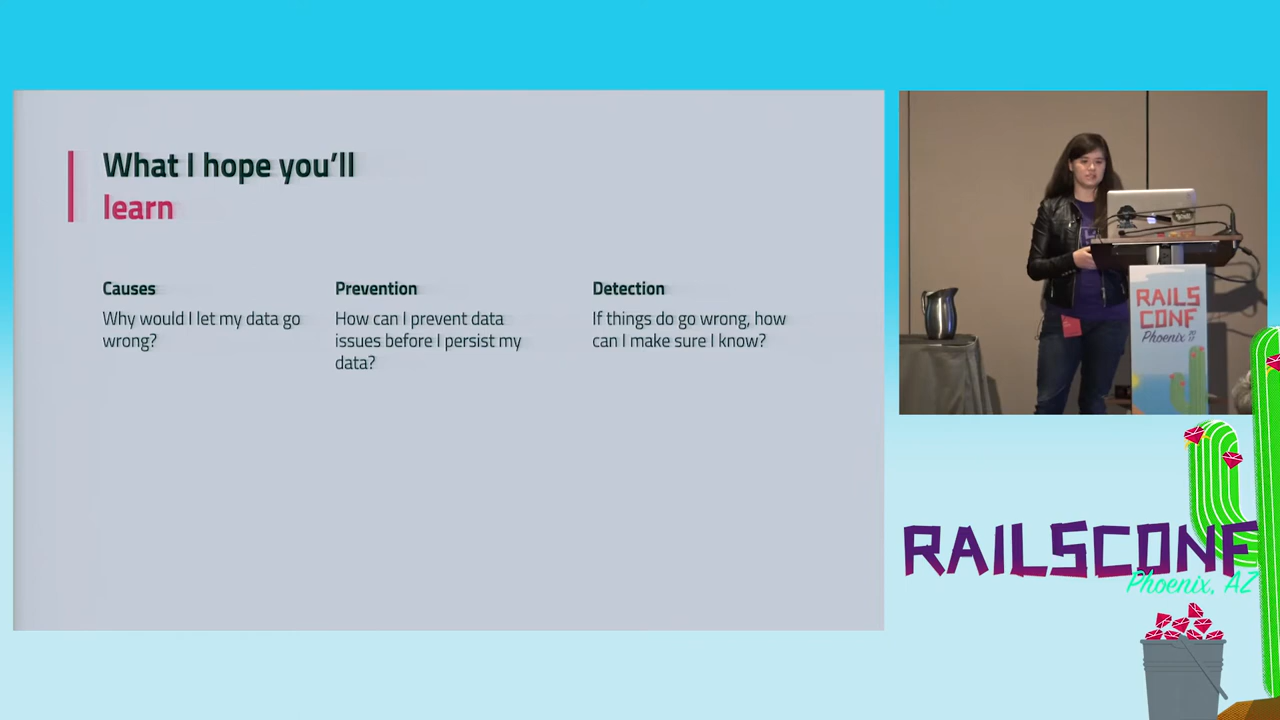 What I hope you'll
learn
Causes
Why would I let my data go
wrong?
Prevention
How can I prevent data
issues before I persist my
data?
Detection
If things do go wrong, how
can I make sure I know?
RAILS
CONF
Phoenix
RAILSCONF
Phoenix, AZ